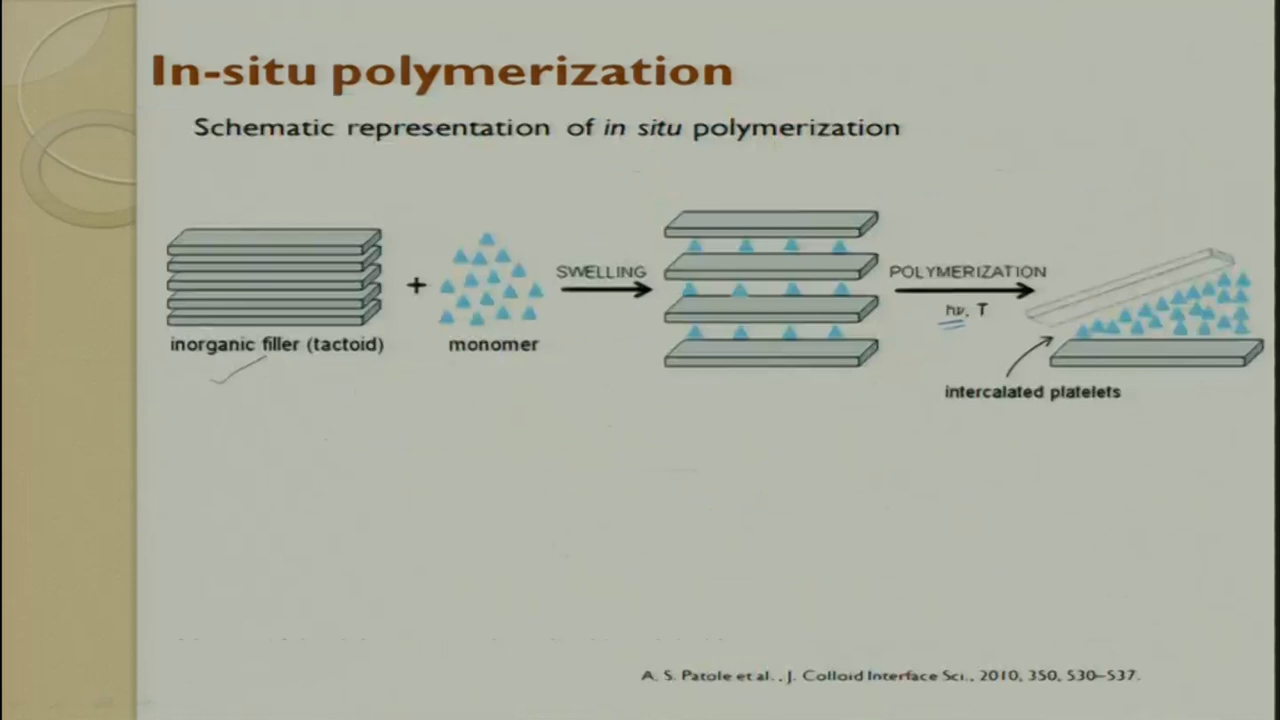 In-situ polymerization
Schematic representation of in situ polymerization
SWELLING
POLYMERIZATION
+
hν, T
inorganic filler (tactoid)
monomer
intercalated platelets
A. S. Patole et al. , J. Colloid Interface Sci., 2010, 350, 530–537.